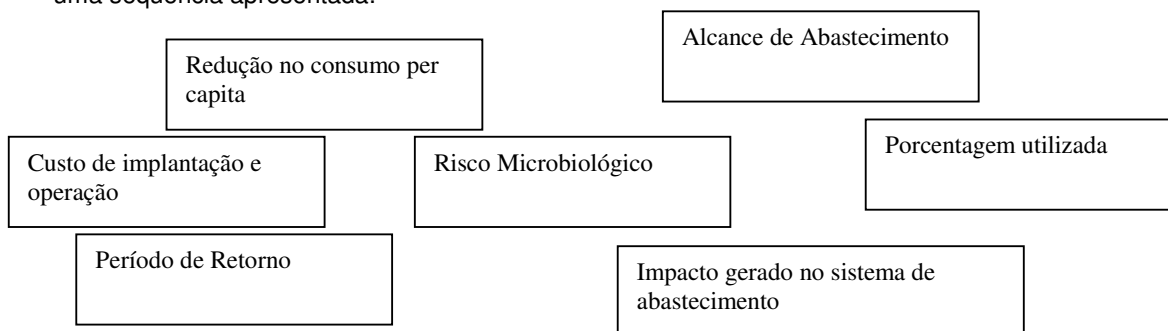 uma sequência apresentada.
Alcance de Abastecimento
Redução no consumo per
capita
Porcentagem utilizada
Custo de implantação e
operação
Risco Microbiológico
Período de Retorno
Impacto gerado no sistema de
abastecimento